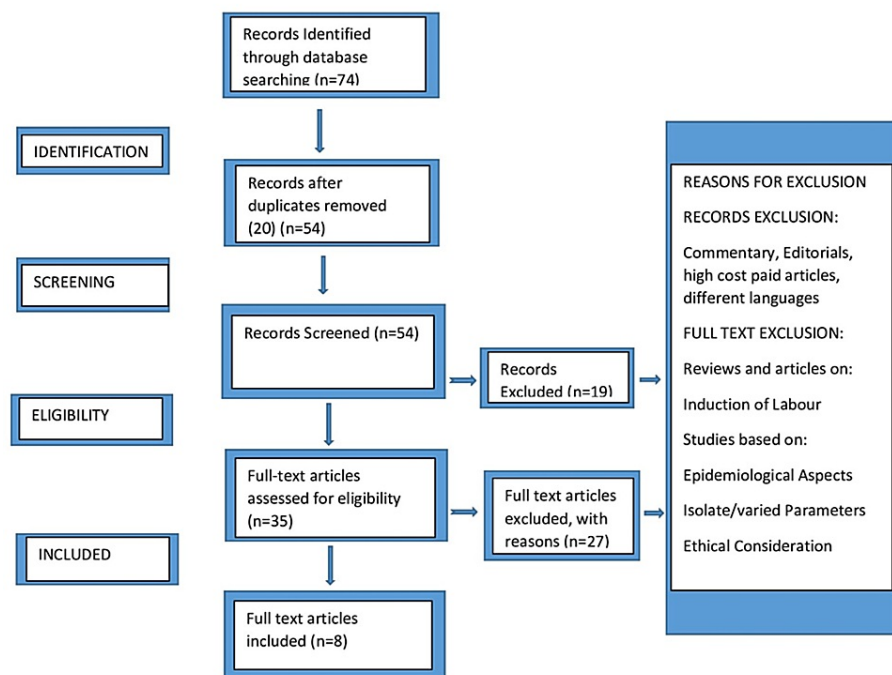 Records Identified
through database
searching (n=74)
IDENTIFICATION
Records after
duplicates removed
(20) (n=54)
SCREENING
Records Screened (n=54)
Records
Excluded (n=19)
ELIGIBILITY
Full-text articles
assessed for eligibility
(n=35)
Full text articles
excluded, with
reasons (n=27)
INCLUDED
Full text articles
included (n=8)
REASONS FOR EXCLUSION
RECORDS EXCLUSION:
Commentary, Editorials,
high cost paid articles,
different languages
FULL TEXT EXCLUSION:
Reviews and articles on:
Induction of Labour
Studies based on:
Epidemiological Aspects
Isolate/varied Parameters
Ethical Consideration